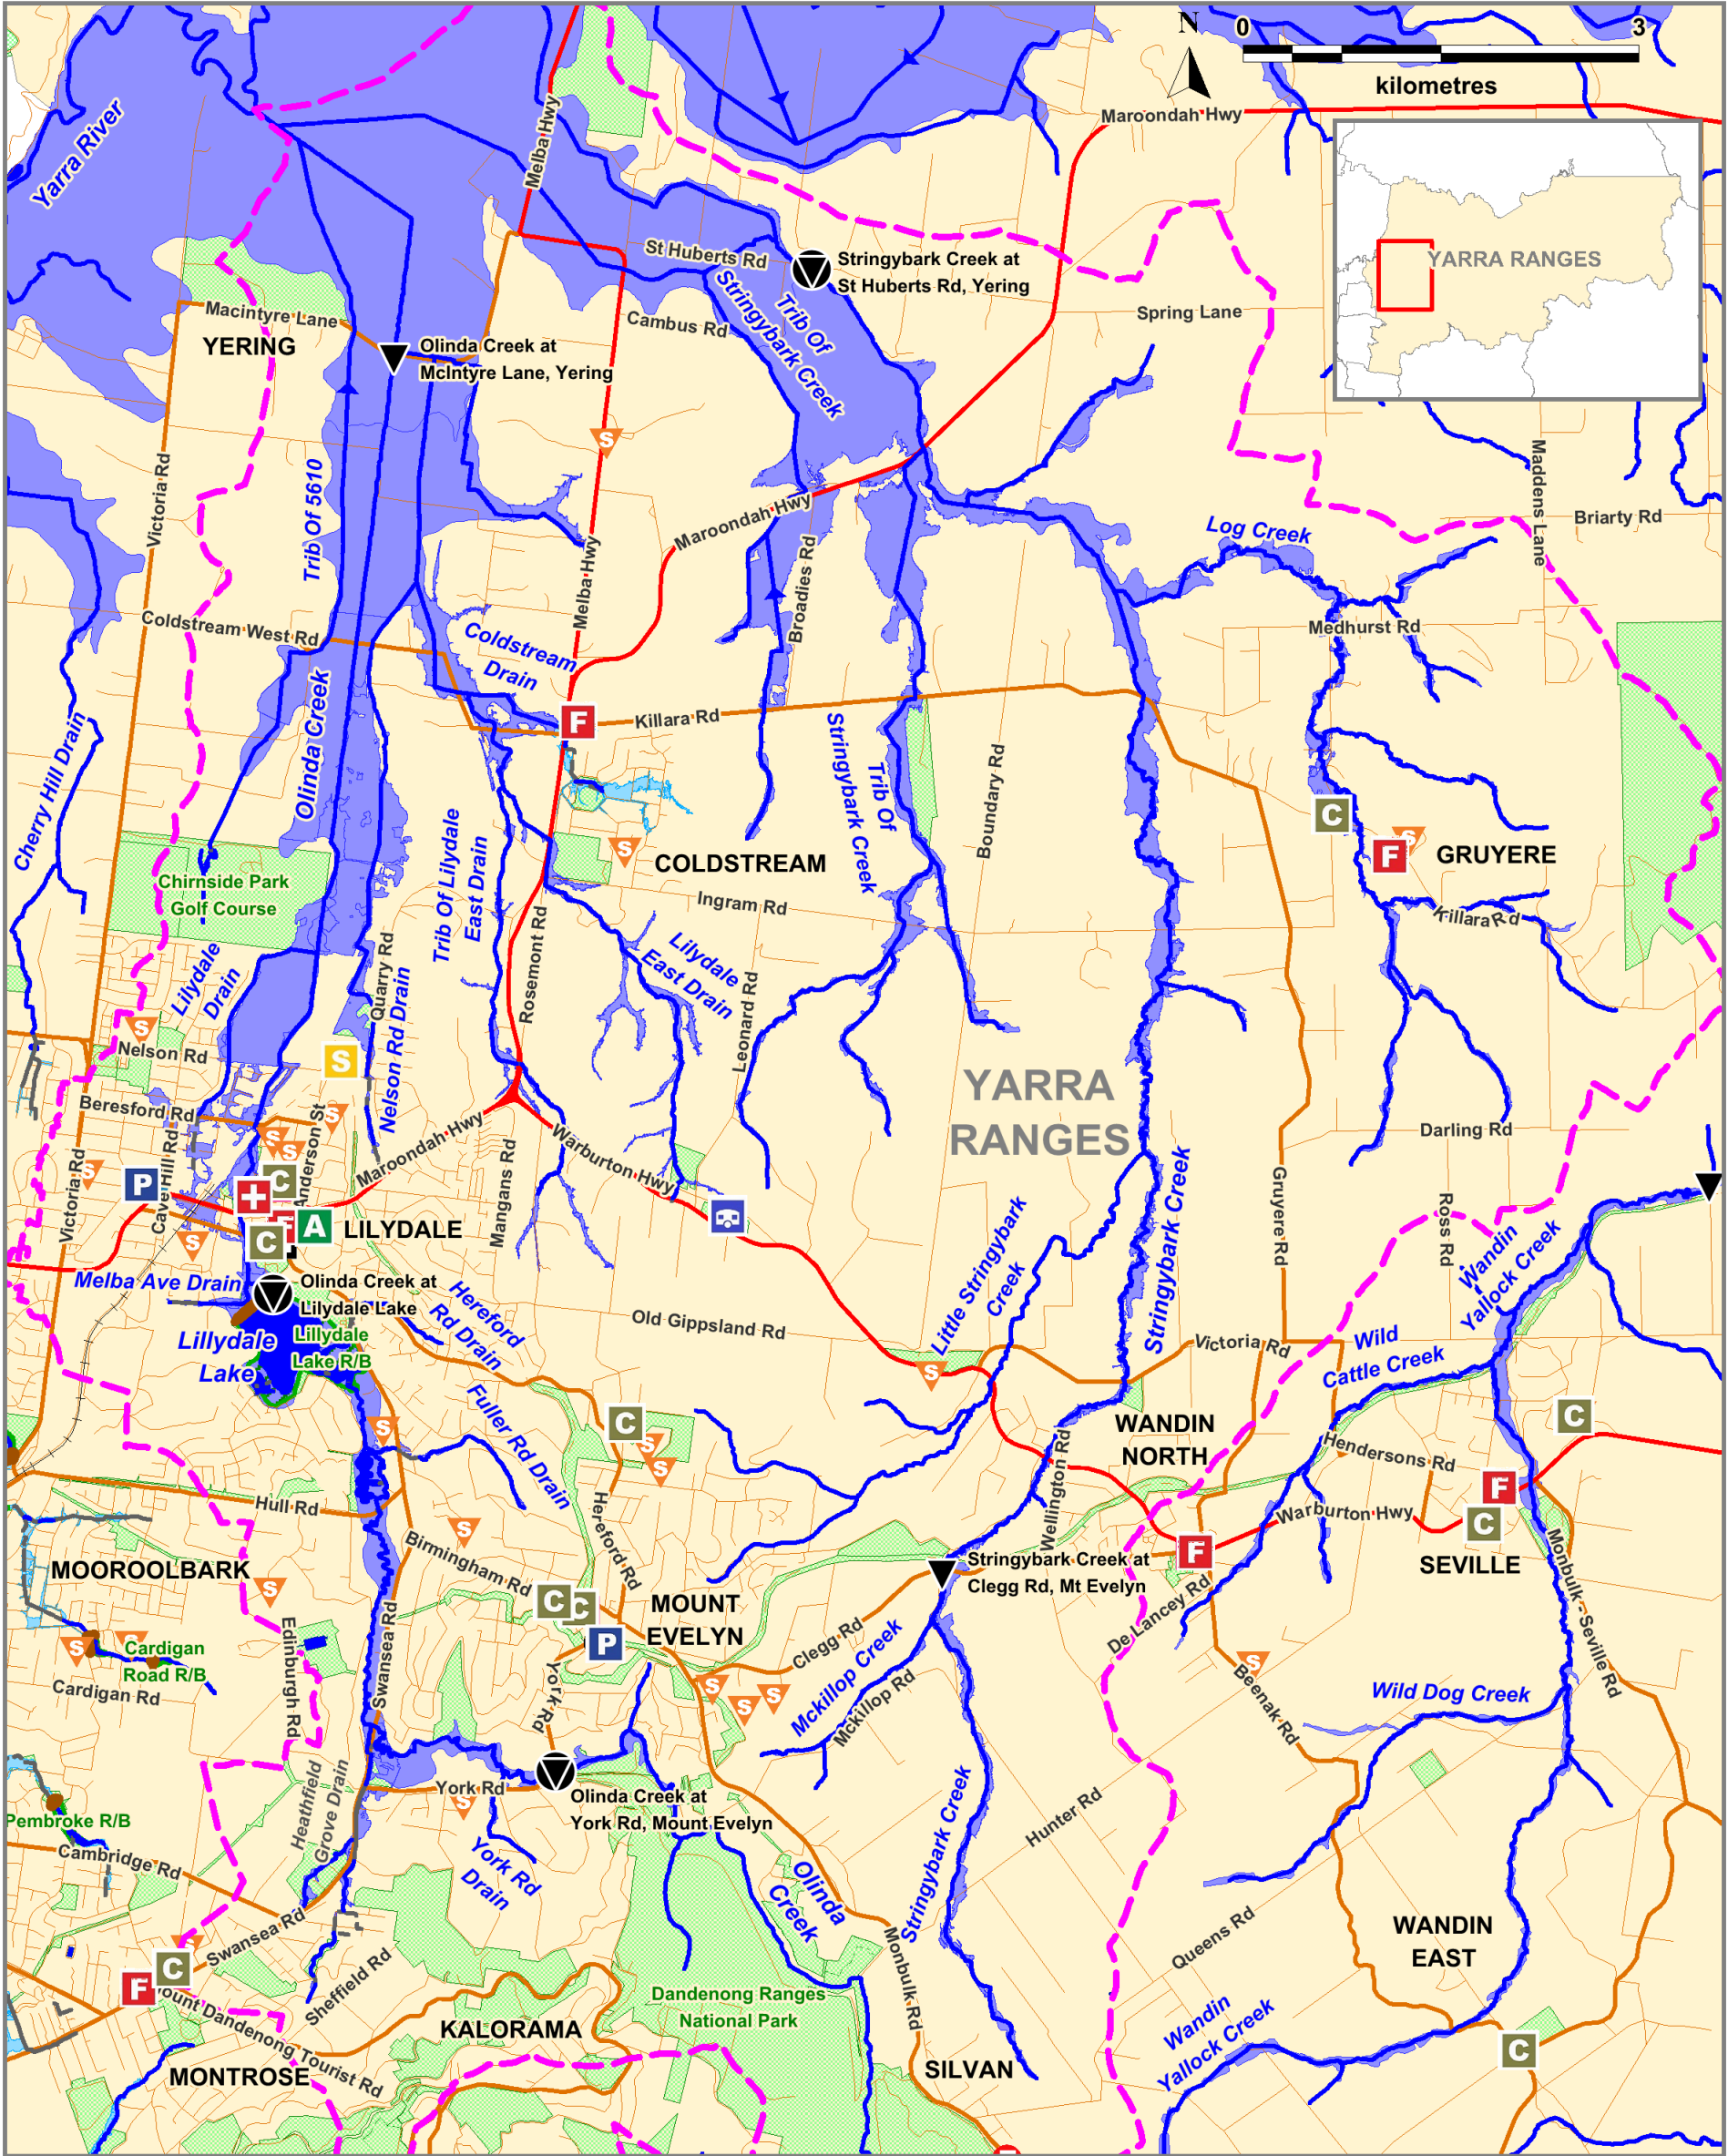 N
0
3
kilometres
Maroondah Hwy
Yarra River
Melba Hwy
YARRA RANGES
St Huberts Rd
Stringybark Creek at
St Huberts Rd, Yering
Trib Of
Stringybark Creek
Spring Lane
Macintyre Lane
Cambus Rd
YERING
Olinda Creek at
McIntyre Lane, Yering
S
Victoria Rd
Trib Of 5610
Maroondah Hwy
Melba Hwy
Broadies Rd
Log Creek
Maddens Lane
Briarty Rd
Coldstream West Rd
Coldstream
Drain
Medhurst Rd
Olinda Creek
Cherry Hill Drain
F
Killara Rd
Stringybark Creek
Trib Of
Boundary Rd
C
S
F
GRUYERE
Trib Of Lilydale
East Drain
S
COLDSTREAM
Chirnside Park
Golf Course
Ingram Rd
Killara Rd
Rosemont Rd
Quarry Rd
Lilydale
Drain
Lilydale
East Drain
Leonard Rd
Nelson Rd Drain
S
Nelson Rd
S
YARRA
RANGES
Beresford Rd
S
S
S
Anderson St
Cave Hill Rd
Maroondah Hwy
Mangans Rd
Warburton Hwy
Darling Rd
Victoria Rd
S
P
C
A
C
S
LILYDALE
Gruyere Rd
Ross Rd
Stringybark Creek
Little Stringybark
Creek
Wandin
Yallock Creek
Melba Ave Drain
Olinda Creek at
Lilydale Lake
Hereford
Rd Drain
Old Gippsland Rd
Lillydale
Lake
Lillydale
Lake R/B
Victoria Rd
Wild
Cattle Creek
S
Fuller Rd Drain
S
C
S
S
WANDIN
NORTH
C
Hendersons Rd
Wellington Rd
Hull Rd
Hereford Rd
F
Warburton Hwy
C
S
Birmingham Rd
Stringybark Creek at
Clegg Rd, Mt Evelyn
F
SEVILLE
MOOROOLBARK
S
C
C
MOUNT
EVELYN
P
De Lancey Rd
Monbulk - Seville Rd
Edinburgh Rd
Swansea Rd
Clegg Rd
Mckillop Creek
Mckillop Rd
S
S
Cardigan
Road R/B
Cardigan Rd
York Rd
S
S
S
S
Beenak Rd
Wild Dog Creek
Heathfield
Grove Drain
York Rd
S
Olinda Creek at
York Rd, Mount Evelyn
Stringybark Creek
Hunter Rd
Pembroke R/B
Cambridge Rd
York Rd
Drain
Olinda
Creek
Swansea Rd
Queens Rd
WANDIN
EAST
S
C
F
Sheffield Rd
Monbulk Rd
Dandenong Ranges
National Park
KALORAMA
Mount Dandenong Tourist Rd
MONTROSE
SILVAN
Wandin
Yallock Creek
C